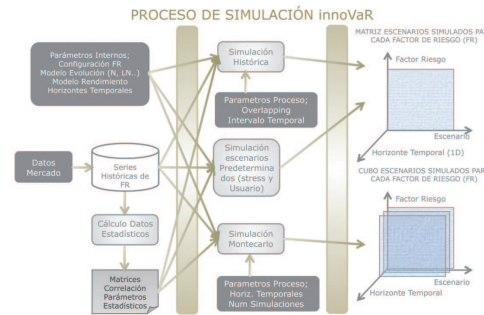 PROCESO DE SIMULACIÓN innoVaR
Parámetros Internos;
Configuración FR
Modelo Evolución (N, LN..)
Modelo Rendimiento
Horizontes Temporales
Datos
Mercado
Series
Históricas de
FR
Cálculo Datos
Estadísticos
Matrices
Correlación
Parámetros
Estadísticos
Simulación
Histórica
Parametros Proceso;
Overlapping
Intervalo Temporal
Simulación
escenarios
Predetermina
dos (stress y
Usuario)
Simulación
Montecarlo
Parametros Proceso;
Horiz. Temporales
Num Simulaciones
MATRIZ ESCENARIOS SIMULADOS PA
CADA FACTOR DE RIESGO (FR)
Factor Riesgo
Escenario
Horizonte Temporal (1D)
CUBO ESCENARIOS SIMULADOS PAR
CADA FACTOR DE RIESGO (FR)
Factor Riesgo
Escenario
Horizonte Temporal